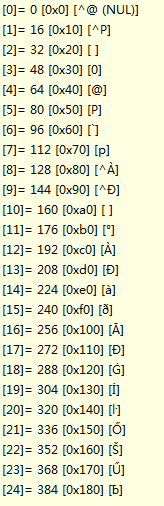 [0]= 0 [0x0] [^@ (NUL)]
[1]= 16 [0x10] [^P]
[2]= 32 [0x20] [ ]
[3]= 48 [0x30] [0]
[4]= 64 [0x40] [@]
[5]= 80 [0x50] [P]
[6]= 96 [0x60] [`]
[7]= 112 [0x70] [p]
[8]= 128 [0x80] [^À]
[9]= 144 [0x90] [^Ð]
[10]= 160 [0xa0] [ ]
[11]= 176 [0xb0] [°]
[12]= 192 [0xc0] [À]
[13]= 208 [0xd0] [Ð]
[14]= 224 [0xe0] [à]
[15]= 240 [0xf0] [ð]
[16]= 256 [0x100] [Ā]
[17]= 272 [0x110] [Đ]
[18]= 288 [0x120] [Ġ]
[19]= 304 [0x130] [İ]
[20]= 320 [0x140] [ŀ]
[21]= 336 [0x150] [Ő]
[22]= 352 [0x160] [Š]
[23]= 368 [0x170] [Ű]
[24]= 384 [0x180] [ƀ]